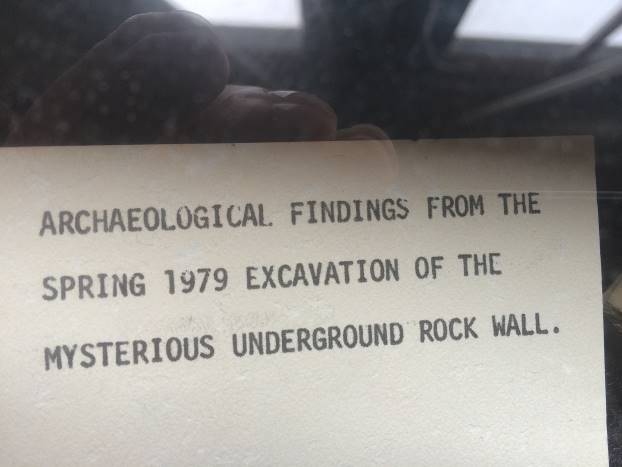 ARCHAEOLOGICAL FINDINGS FROM THE
SPRING 1979 EXCAVATION OF THE
MYSTERIOUS UNDERGROUND ROCK WALL.